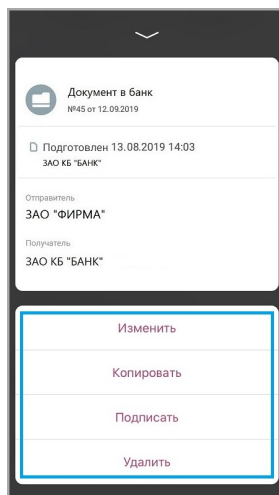 Документ в банк
№45 от 12.09.2019
Подготовлен 13.08.2019 14:03
ЗАО КБ "БАНК"
Отправитель
ЗАО "ФИРМА"
Получатель
ЗАО КБ "БАНК"
Изменить
Копировать
Подписать
Удалить